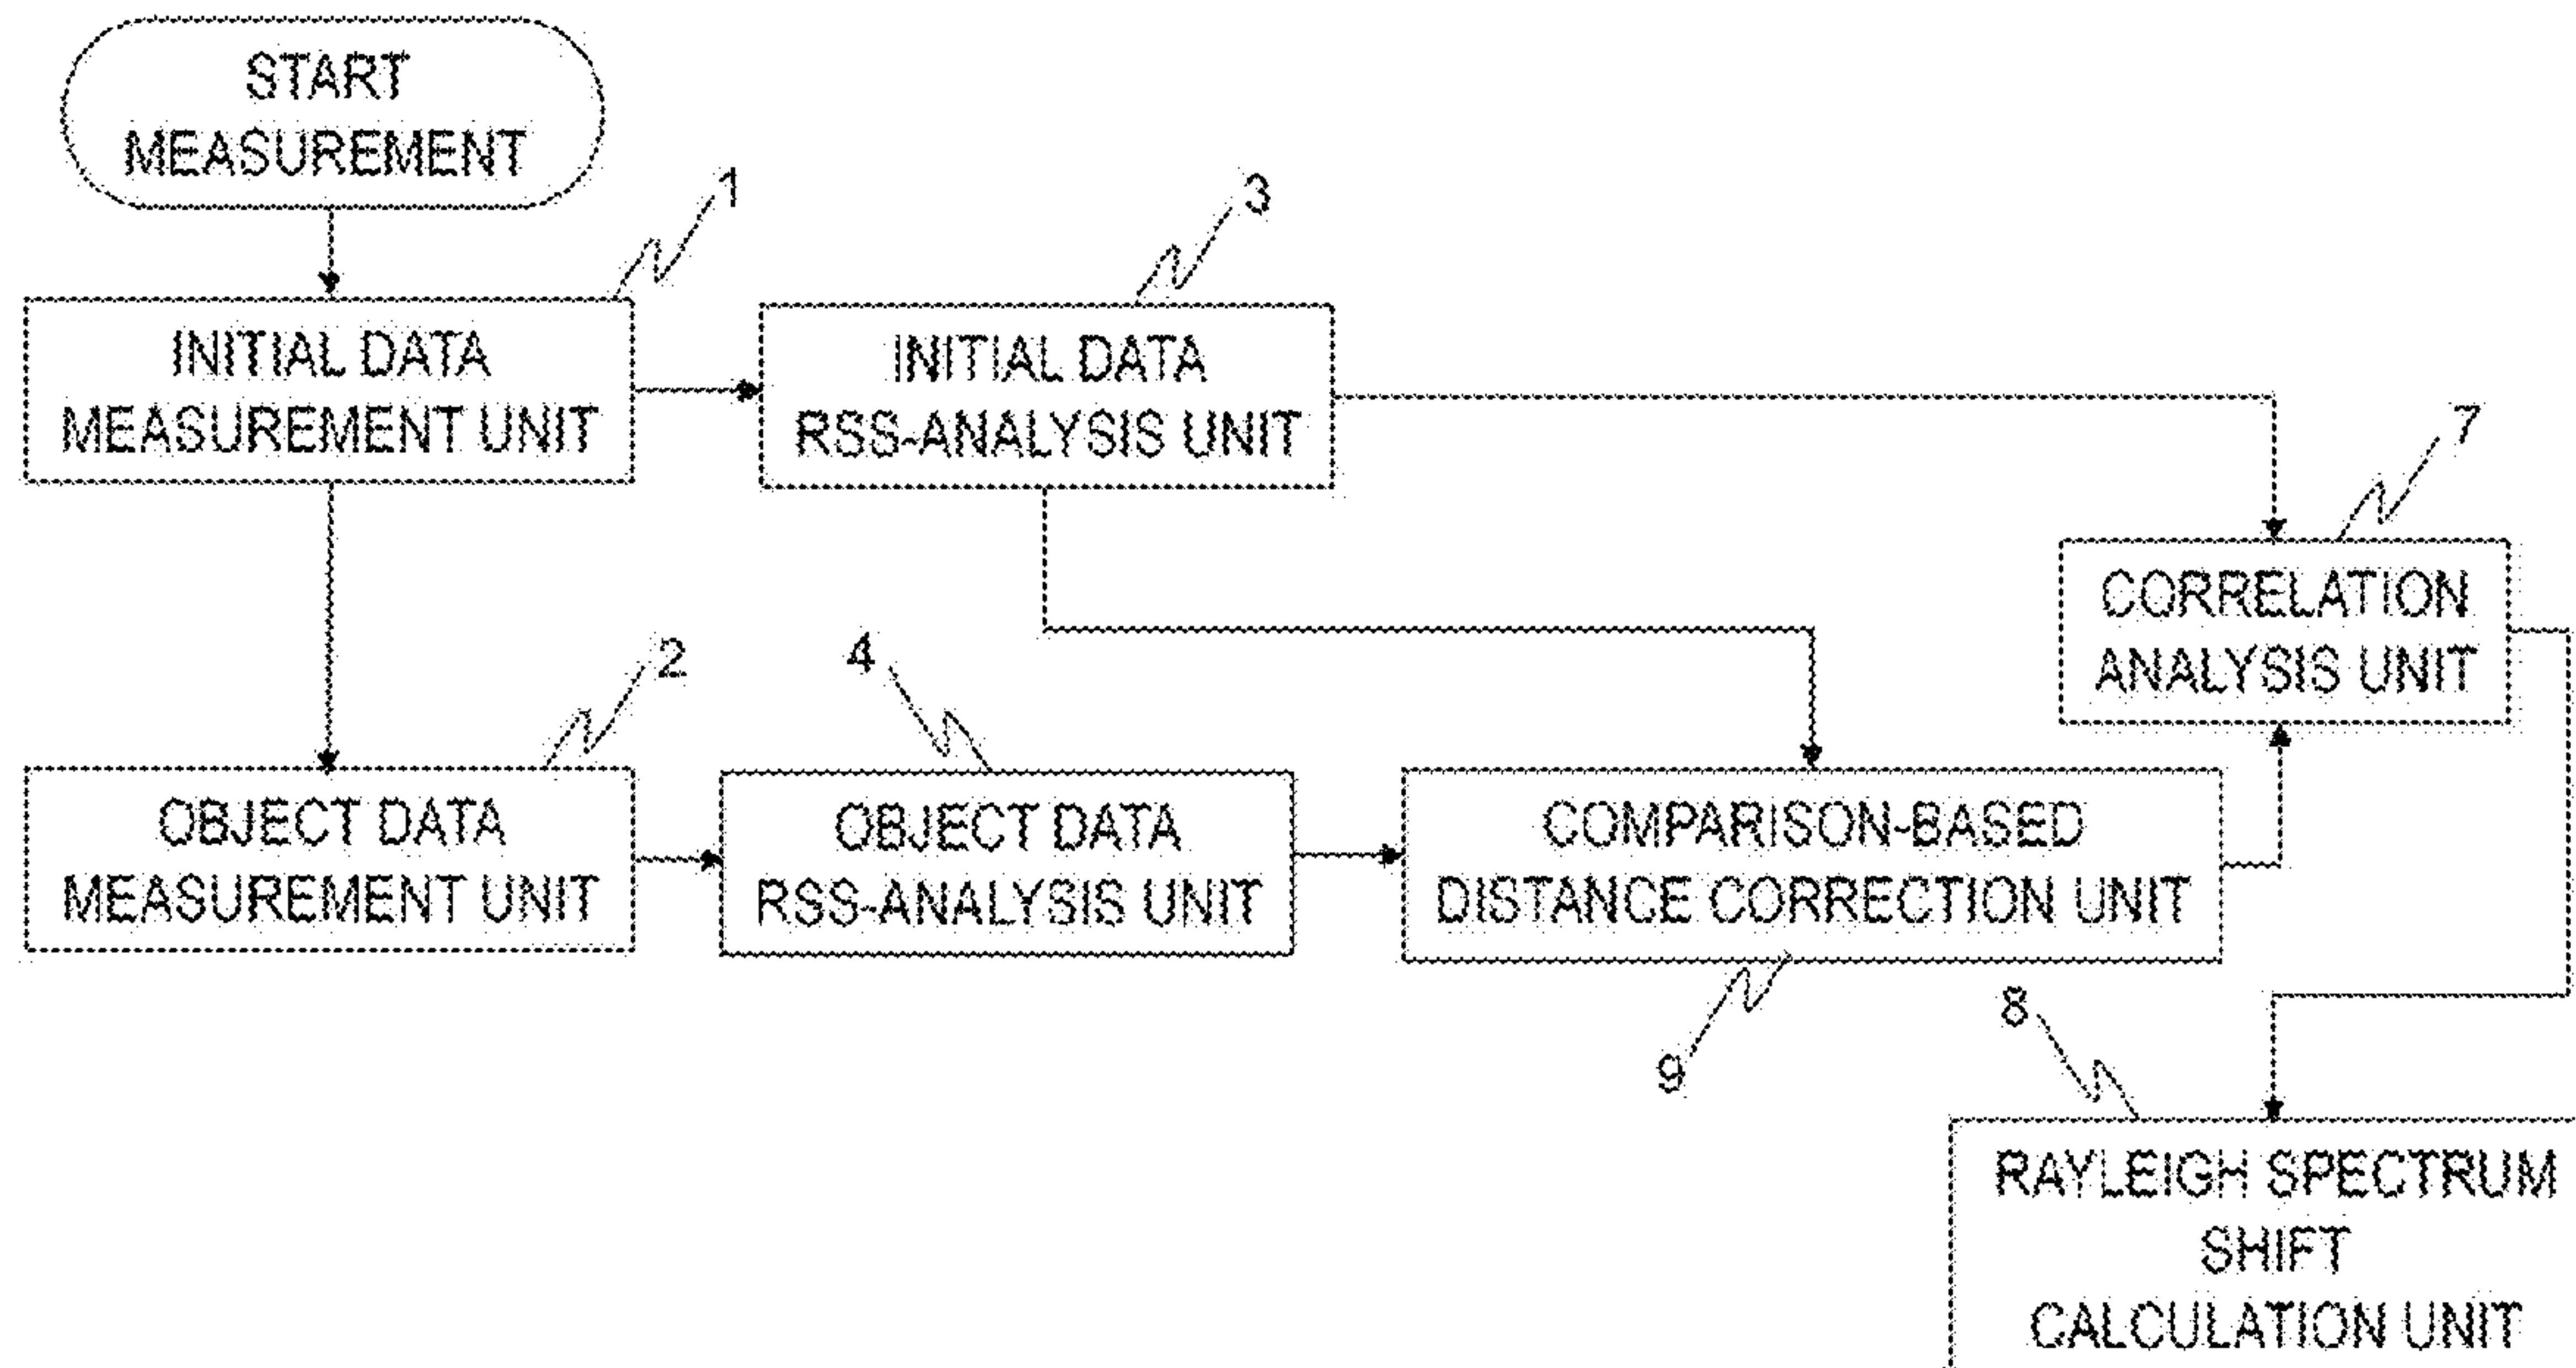 START
MEASUREMENT
1
3
INITIAL DATA
MEASUREMENT UNIT
INITIAL DATA
RSS-ANALYSIS UNIT
7
CORRELATION
ANALYSIS UNIT
2
4
OBJECT DATA
MEASUREMENT UNIT
OBJECT DATA
RSS-ANALYSIS UNIT
COMPARISON-BASED
DISTANCE CORRECTION UNIT
9
8
RAYLEIGH SPECTRUM
SHIFT
CALCULATION UNIT